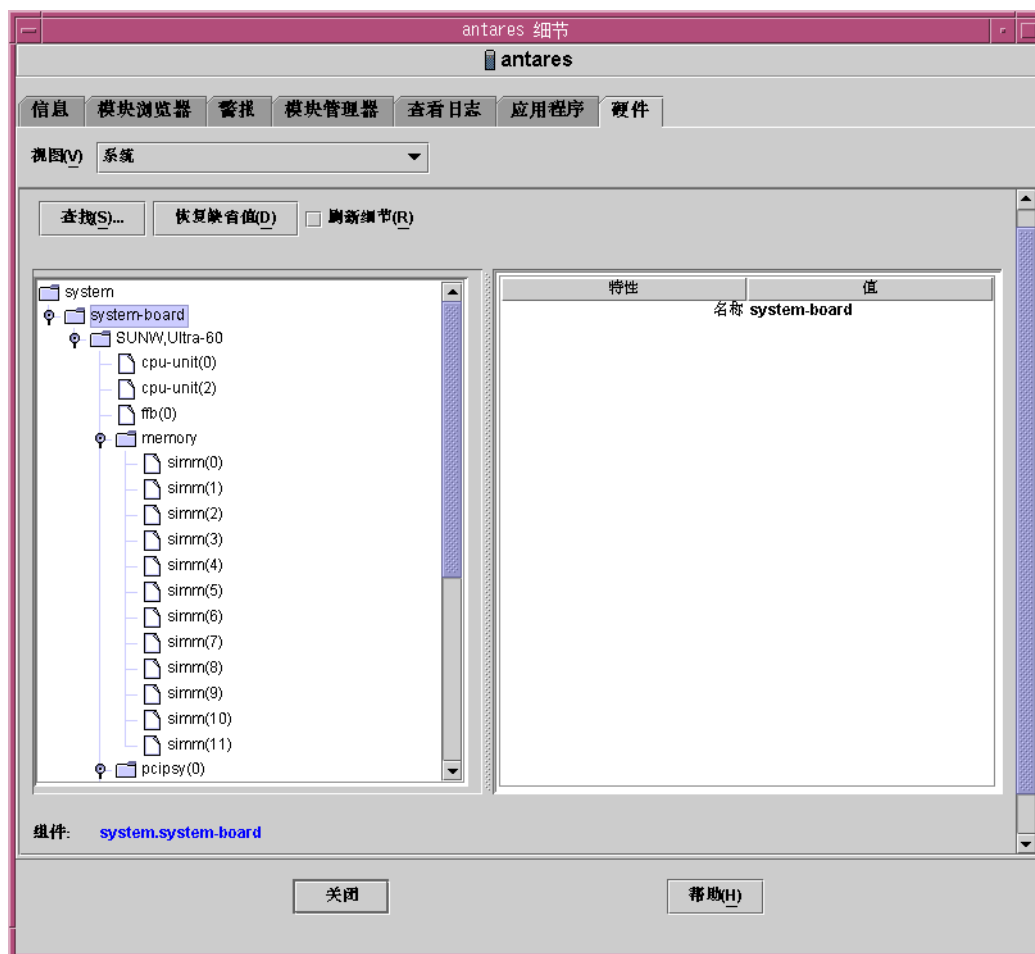 antares 细节
antares
信息 模块浏览器 警报 模块管理器 查看日志 应用程序 硬件
视图(V) 系统
查找(S)... 恢复缺省值(D) 刷新细节(R)
system
system-board
SUNW,Ultra-60
cpu-unit(0)
cpu-unit(2)
ffb(0)
memory
simm(0)
simm(1)
simm(2)
simm(3)
simm(4)
simm(5)
simm(6)
simm(7)
simm(8)
simm(9)
simm(10)
simm(11)
pcipsy(0)
特性 值
名称 system-board
组件: system.system-board
关闭 帮助(H)